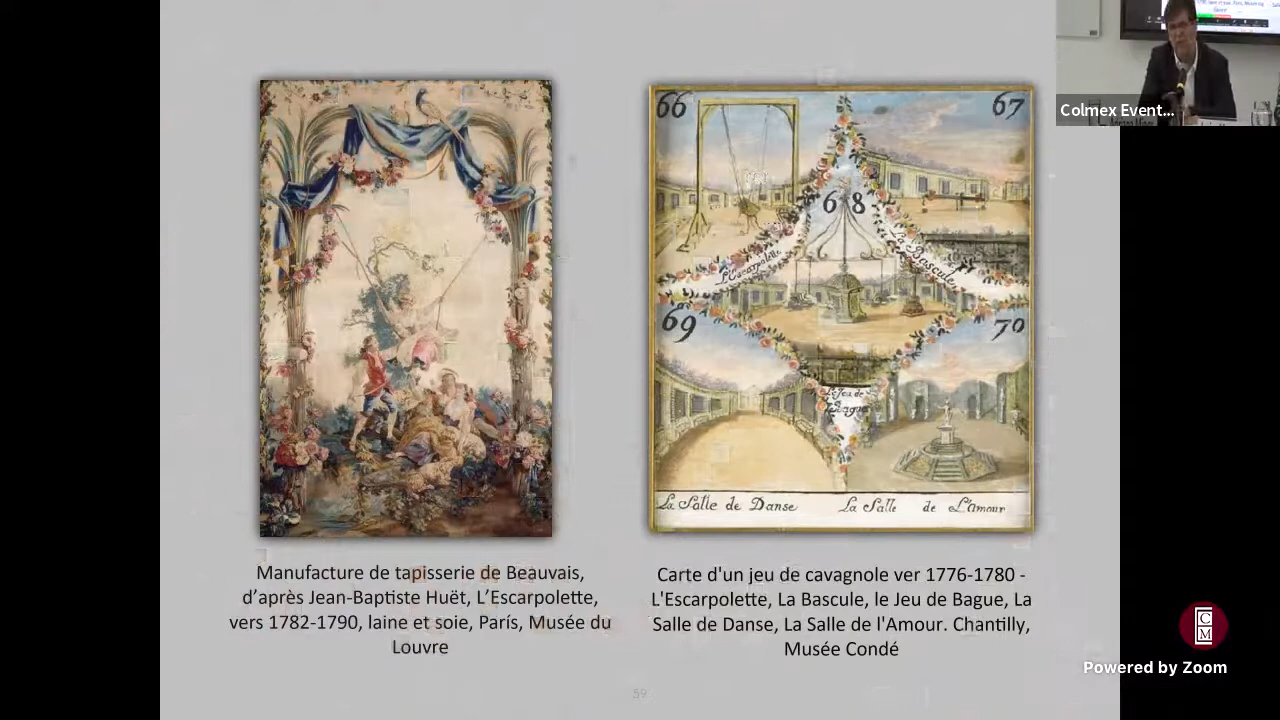 Colmex Event...
66
67
68
L'Escarpolette
La Bascule
69
70
Le Jeu de
Bague
La Salle de Danse
La Salle de L'Amour
Manufacture de tapisserie de Beauvais,
d’après Jean-Baptiste Huët, L’Escarpolette,
vers 1782-1790, laine et soie, París, Musée du
Louvre
Carte d'un jeu de cavagnole ver 1776-1780 -
L'Escarpolette, La Bascule, le Jeu de Bague, La
Salle de Danse, La Salle de l'Amour. Chantilly,
Musée Condé
59
CM
Powered by Zoom